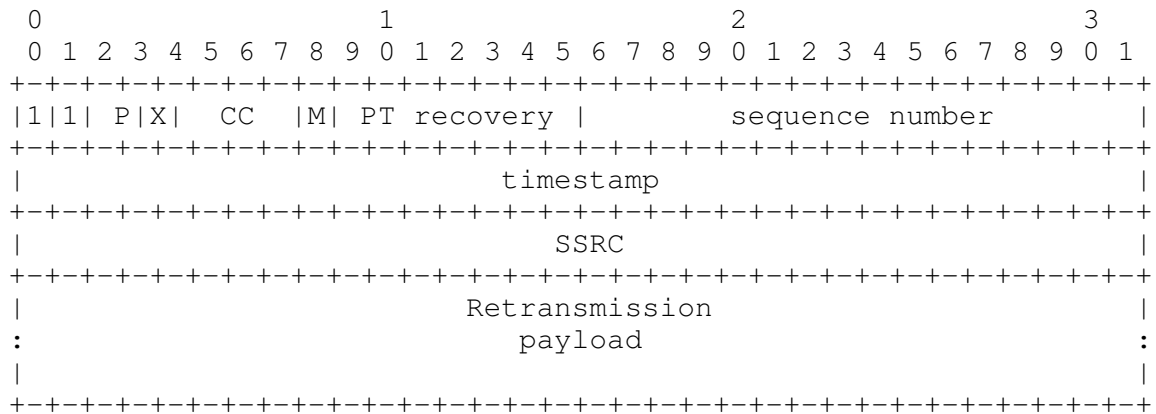 0                   1                   2                   3
 0 1 2 3 4 5 6 7 8 9 0 1 2 3 4 5 6 7 8 9 0 1 2 3 4 5 6 7 8 9 0 1
+-+-+-+-+-+-+-+-+-+-+-+-+-+-+-+-+-+-+-+-+-+-+-+-+-+-+-+-+-+-+-+-+
|1|1| P|X|  CC   |M| PT recovery |        sequence number        |
+-+-+-+-+-+-+-+-+-+-+-+-+-+-+-+-+-+-+-+-+-+-+-+-+-+-+-+-+-+-+-+-+
|                           timestamp                           |
+-+-+-+-+-+-+-+-+-+-+-+-+-+-+-+-+-+-+-+-+-+-+-+-+-+-+-+-+-+-+-+-+
|                              SSRC                             |
+-+-+-+-+-+-+-+-+-+-+-+-+-+-+-+-+-+-+-+-+-+-+-+-+-+-+-+-+-+-+-+-+
|                         Retransmission                        |
:                            payload                            :
|                                                               |
+-+-+-+-+-+-+-+-+-+-+-+-+-+-+-+-+-+-+-+-+-+-+-+-+-+-+-+-+-+-+-+-+